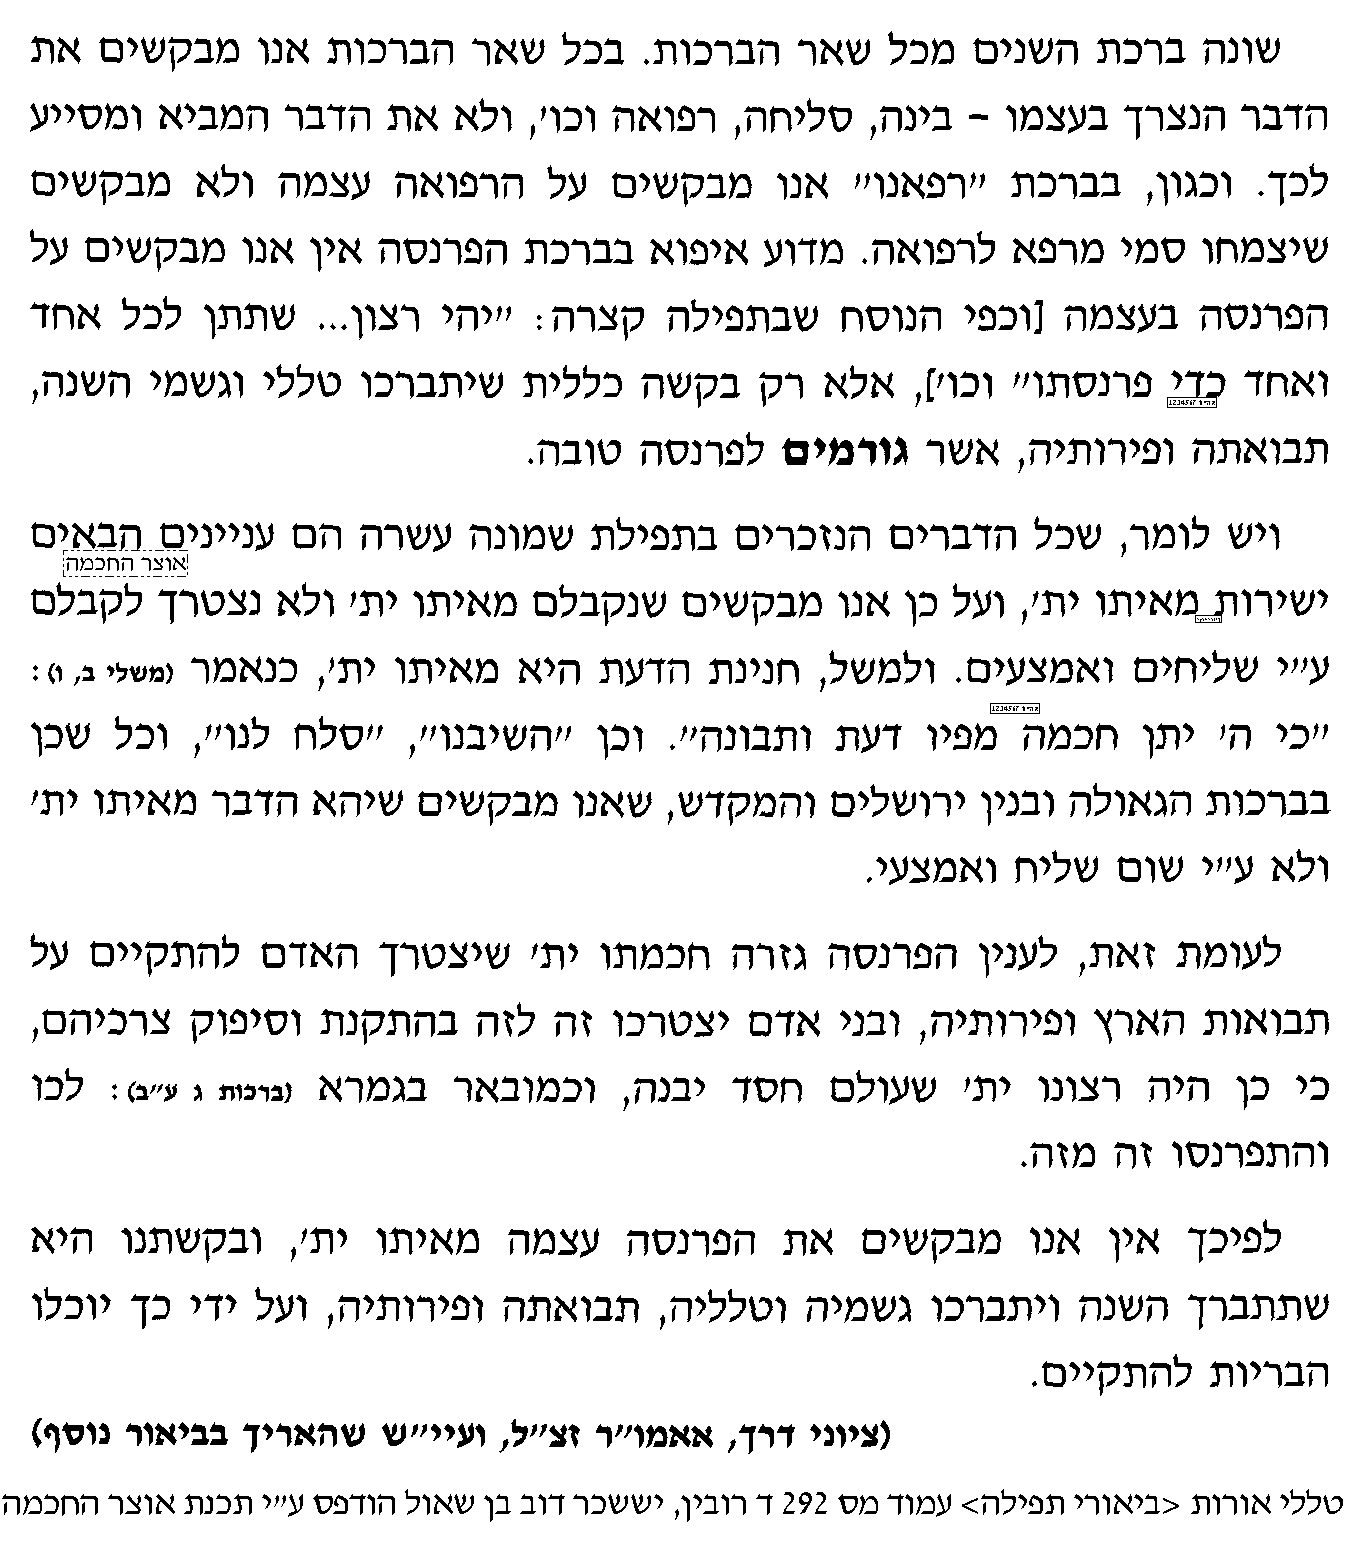 שונה ברכת השנים מכל שאר הברכות. בכל שאר הברכות אנו מבקשים את
הדבר הנצרך בעצמו – בינה, סליחה, רפואה וכו', ולא את הדבר המביא ומסייע
לכך. וכגון, בברכת "רפאנו" אנו מבקשים על הרפואה עצמה ולא מבקשים
שיצמחו סמי מרפא לרפואה. מדוע איפוא בברכת הפרנסה אין אנו מבקשים על
הפרנסה בעצמה [וכפי הנוסח שבתפילה קצרה: "יהי רצון... שתתן לכל אחד
ואחד כדי פרנסתו" וכו'], אלא רק בקשה כללית שיתברכו טללי וגשמי השנה,
אח"ח 1234567
תבואתה ופירותיה, אשר גורמים לפרנסה טובה.
ויש לומר, שכל הדברים הנזכרים בתפילת שמונה עשרה הם עניינים הבאים
אוצר החכמה
ישירות מאיתו ית', ועל כן אנו מבקשים שנקבלם מאיתו ית' ולא נצטרך לקבלם
ע"י שליחים ואמצעים. ולמשל, חנינת הדעת היא מאיתו ית', כנאמר (משלי ב, ו):
אח"ח 1234567
"כי ה' יתן חכמה מפיו דעת ותבונה". וכן "השיבנו", "סלח לנו", וכל שכן
בברכות הגאולה ובנין ירושלים והמקדש, שאנו מבקשים שיהא הדבר מאיתו ית'
ולא ע"י שום שליח ואמצעי.
לעומת זאת, לענין הפרנסה גזרה חכמתו ית' שיצטרך האדם להתקיים על
תבואות הארץ ופירותיה, ובני אדם יצטרכו זה לזה בהתקנת וסיפוק צרכיהם,
כי כן היה רצונו ית' שעולם חסד יבנה, וכמובאר בגמרא (ברכות ג ע"ב): לכו
והתפרנסו זה מזה.
לפיכך אין אנו מבקשים את הפרנסה עצמה מאיתו ית', ובקשתנו היא
שתתברך השנה ויתברכו גשמיה וטלליה, תבואתה ופירותיה, ועל ידי כך יוכלו
הבריות להתקיים.
(ציוני דרך, אאמו"ר זצ"ל, ועיי"ש שהאריך בביאור נוסף)
טללי אורות <ביאורי תפילה> עמוד מס 292 ד רובין, יששכר דוב בן שאול הודפס ע"י תכנת אוצר החכמה